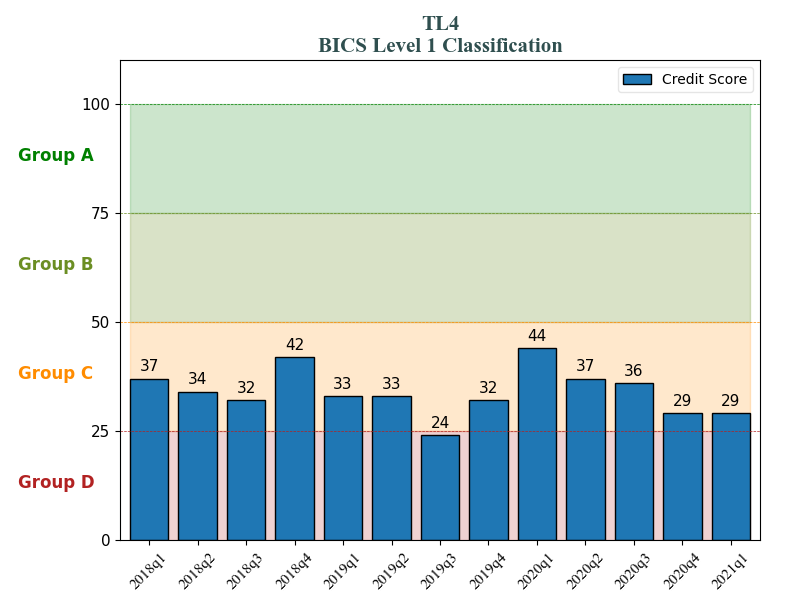 TL4
BICS Level 1 Classification
Credit Score
100
Group A
75
Group B
50
44
42
37
37
36
Group C
34
33
33
32
32
29
29
25
24
Group D
0
2018q1
2018q2
2018q3
2018q4
2019q1
2019q2
2019q3
2019q4
2020q1
2020q2
2020q3
2020q4
2021q1